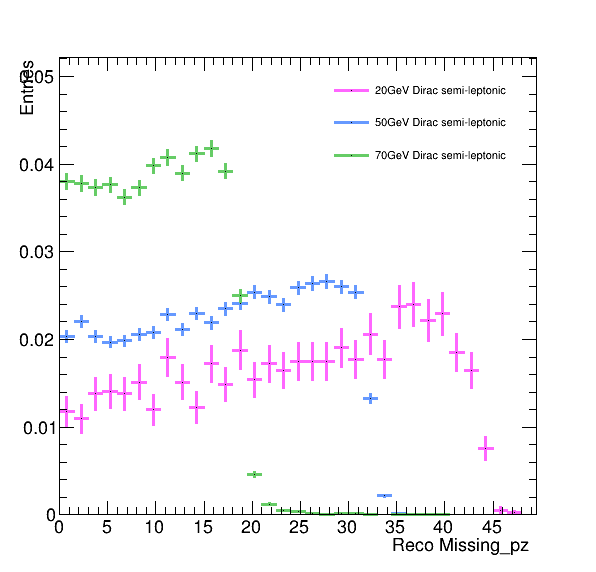 Entries
0.05
20GeV Dirac semi-leptonic
50GeV Dirac semi-leptonic
70GeV Dirac semi-leptonic
0.04
0.03
0.02
0.01
0
0 5 10 15 20 25 30 35 40 45
Reco Missing_pz